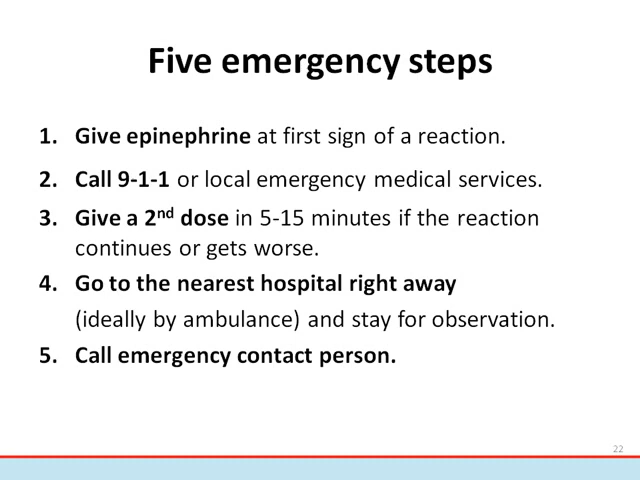 Five emergency steps
1. Give epinephrine at first sign of a reaction.
2. Call 9-1-1 or local emergency medical services.
3. Give a 2nd dose in 5-15 minutes if the reaction
continues or gets worse.
4. Go to the nearest hospital right away
(ideally by ambulance) and stay for observation.
5. Call emergency contact person.
22